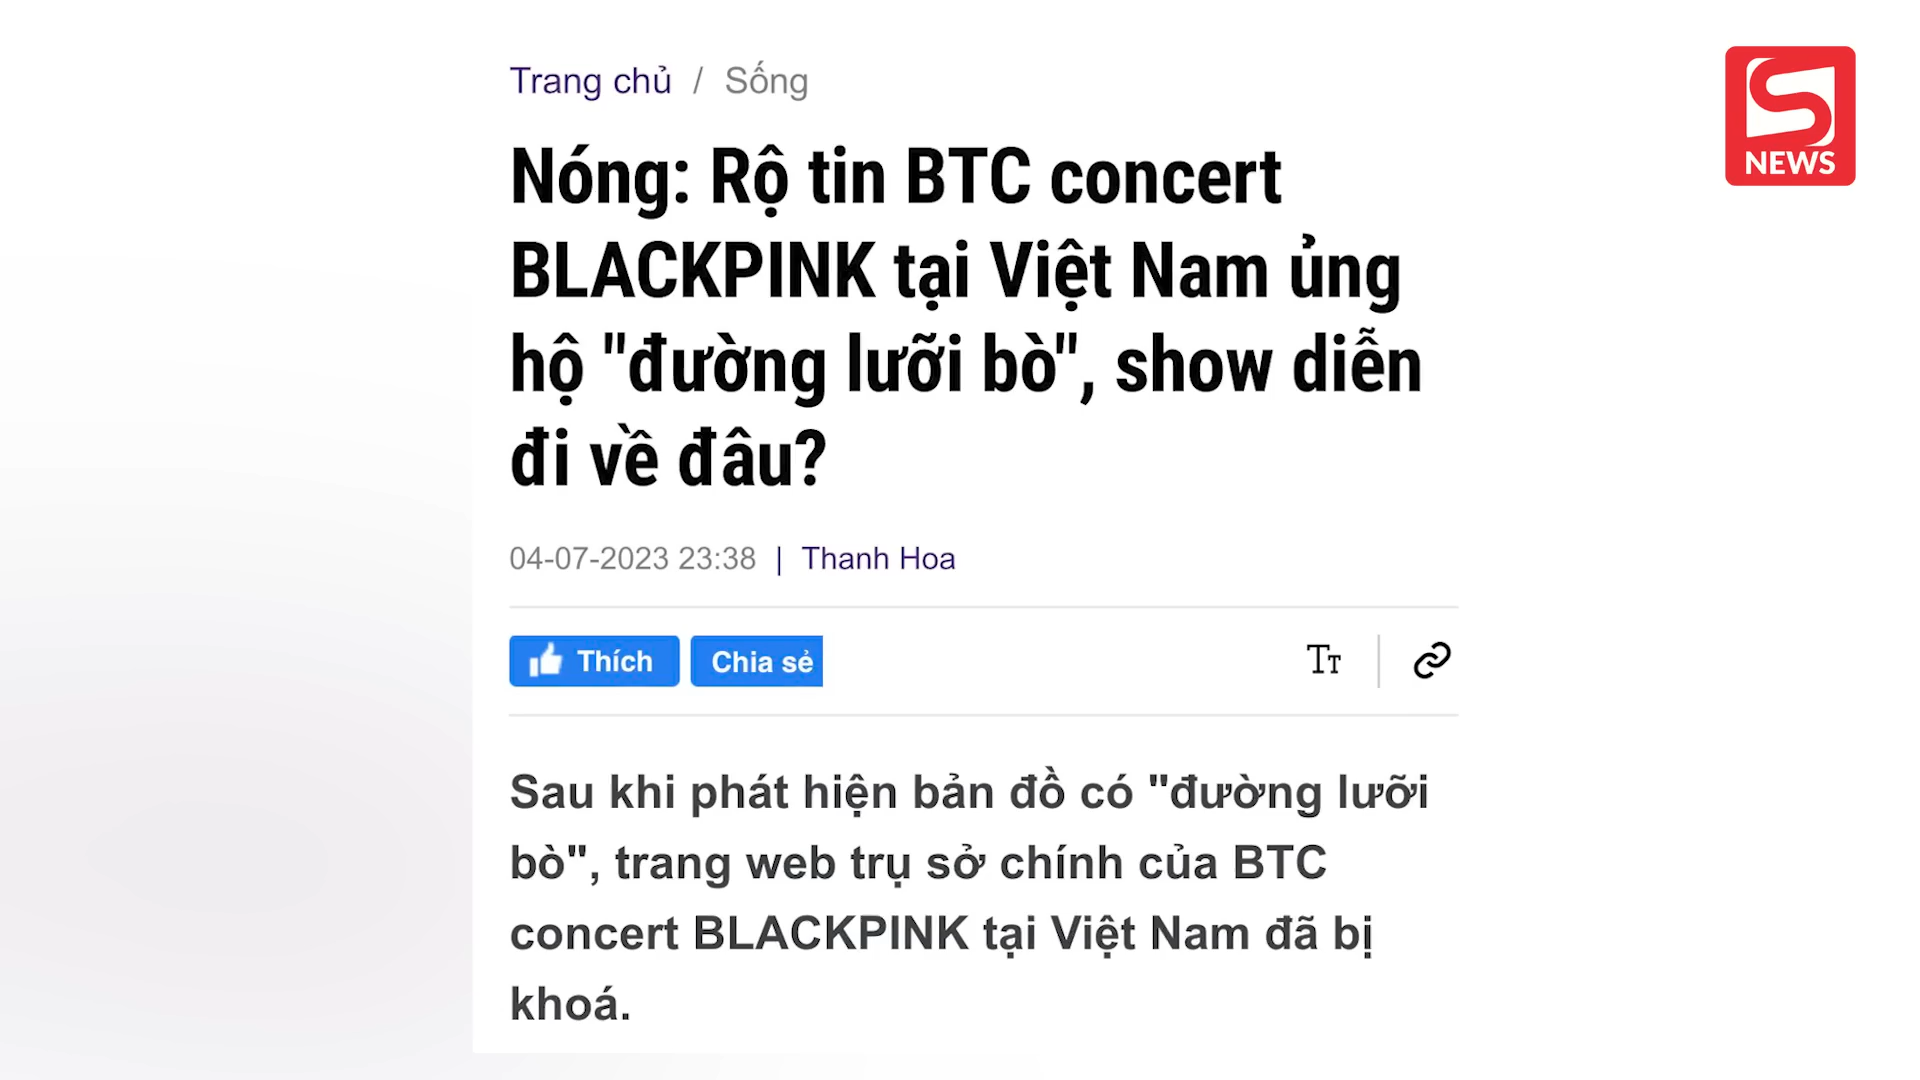 Trang chủ / Sống
S
NEWS
Nóng: Rộ tin BTC concert
BLACKPINK tại Việt Nam ủng
hộ "đường lưỡi bò", show diễn
đi về đâu?
04-07-2023 23:38 | Thanh Hoa
Thích Chia sẻ
Tт
Sau khi phát hiện bản đồ có "đường lưỡi
bò", trang web trụ sở chính của BTC
concert BLACKPINK tại Việt Nam đã bị
khoá.